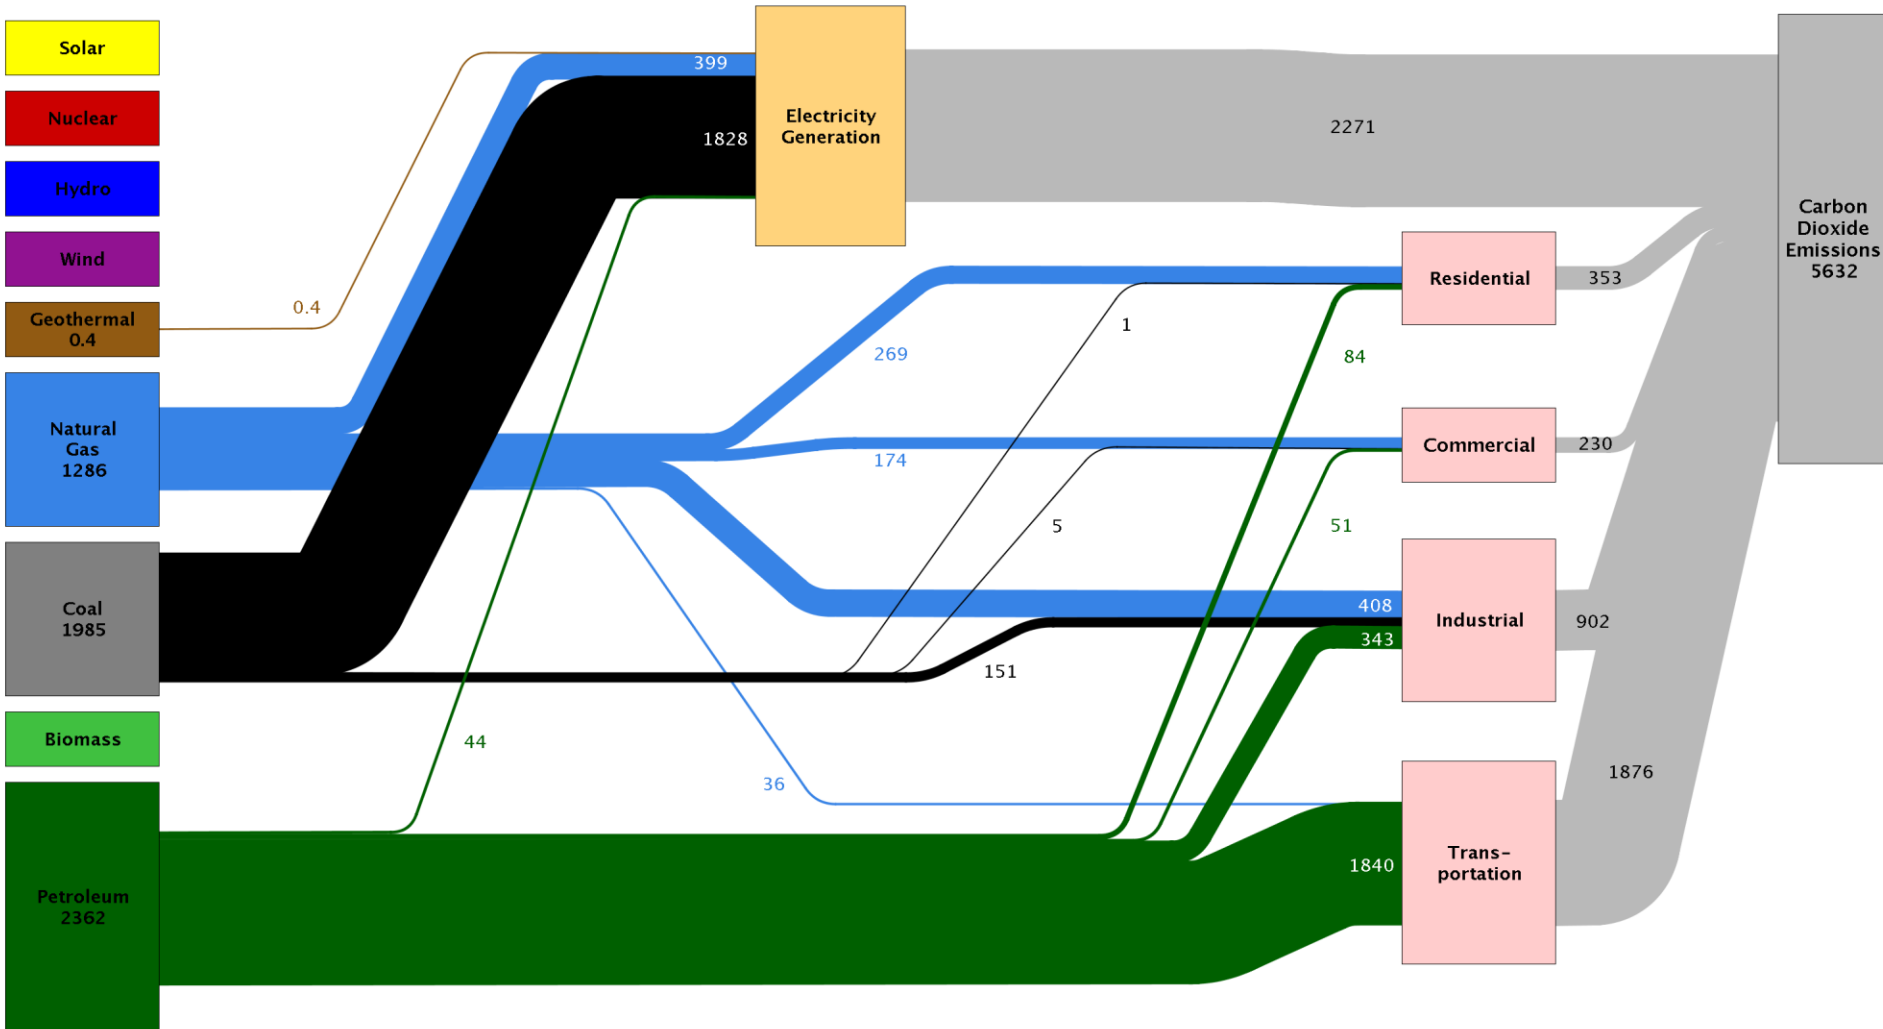 Solar
Nuclear
Hydro
Wind
Geothermal
0.4
Natural
Gas
1286
Coal
1985
Biomass
Petroleum
2362
0.4
399
1828
44
269
174
36
1
5
151
84
51
408
343
1840
Electricity
Generation
Residential
Commercial
Industrial
Trans-
portation
2271
353
230
902
1876
Carbon
Dioxide
Emissions
5632